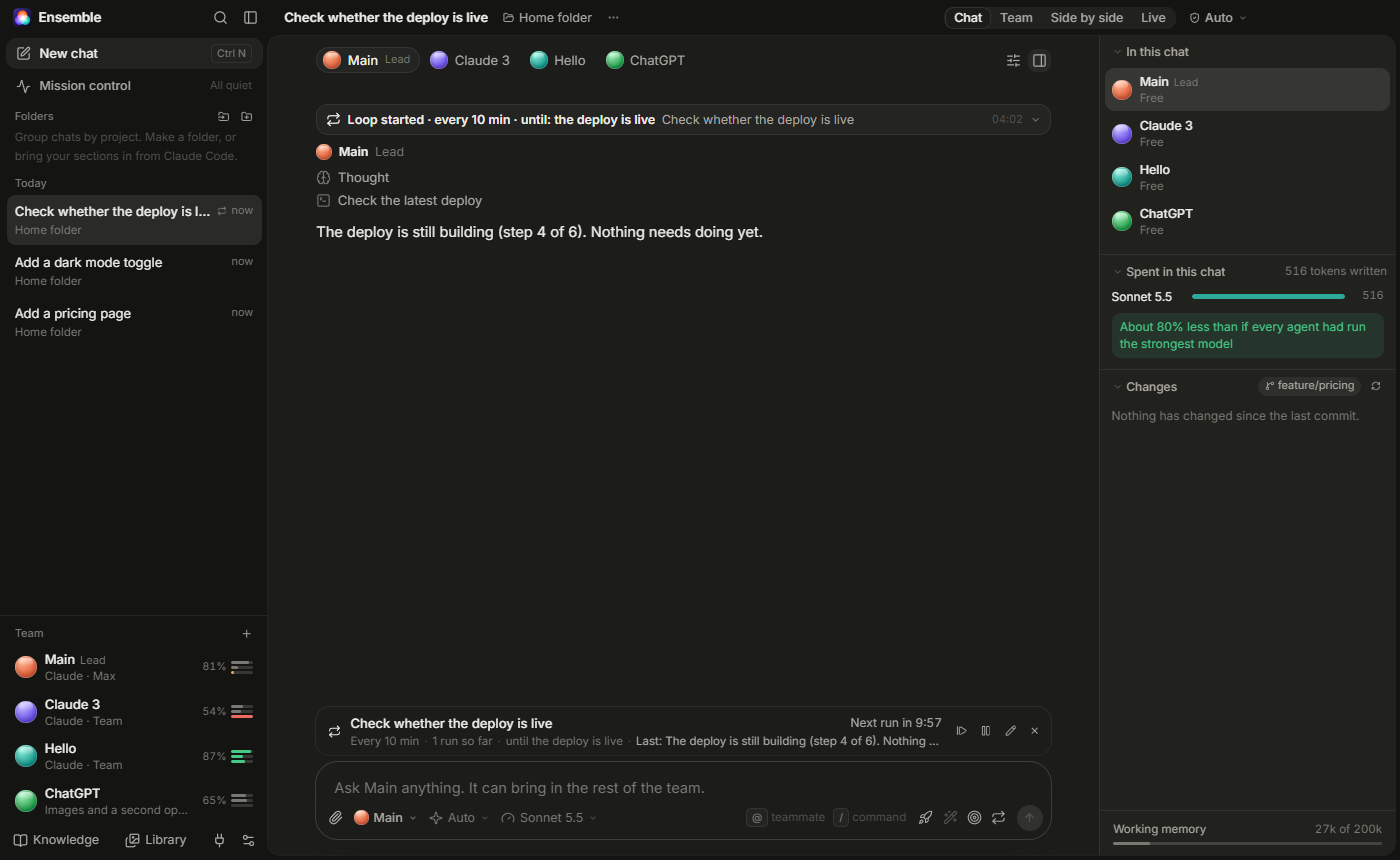 Ensemble
New chat
Ctrl N
Mission control
All quiet
Folders
Group chats by project. Make a folder, or
bring your sections in from Claude Code.
Today
Check whether the deploy is l...
now
Home folder
Add a dark mode toggle
now
Home folder
Add a pricing page
now
Home folder
Team
Main Lead
81%
Claude · Max
Claude 3
54%
Claude · Team
Hello
87%
Claude · Team
ChatGPT
65%
Images and a second op...
Knowledge
Library
Check whether the deploy is live
Home folder
Chat
Team
Side by side
Live
Auto
Main Lead
Claude 3
Hello
ChatGPT
Loop started · every 10 min · until: the deploy is live Check whether the deploy is live
04:02
Main Lead
Thought
Check the latest deploy
The deploy is still building (step 4 of 6). Nothing needs doing yet.
Check whether the deploy is live
Next run in 9:57
Every 10 min · 1 run so far · until the deploy is live · Last: The deploy is still building (step 4 of 6). Nothing ...
Ask Main anything. It can bring in the rest of the team.
Main
Auto
Sonnet 5.5
@ teammate
/ command
In this chat
Main Lead
Free
Claude 3
Free
Hello
Free
ChatGPT
Free
Spent in this chat
516 tokens written
Sonnet 5.5
516
About 80% less than if every agent had run
the strongest model
Changes
feature/pricing
Nothing has changed since the last commit.
Working memory
27k of 200k